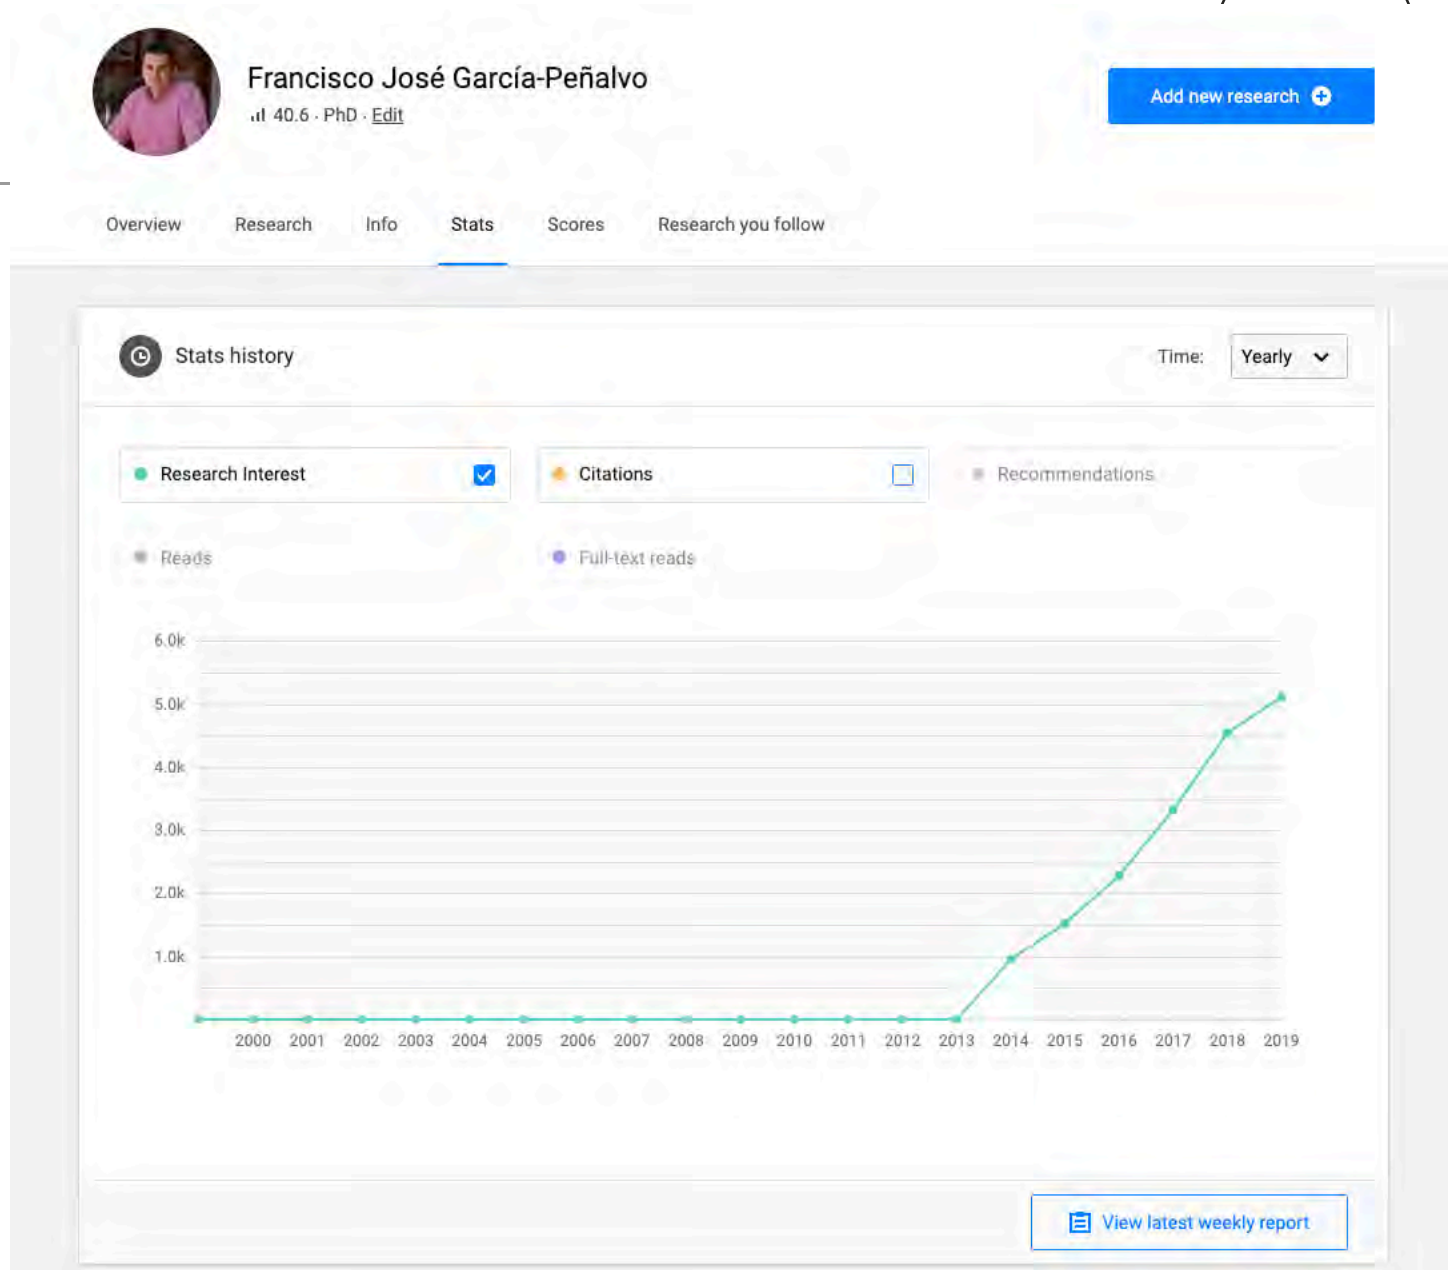 Francisco José García-Peñalvo
40.6 · PhD · Edit
Add new research
Overview Research Info Stats Scores Research you follow
Stats history
Time: Yearly
Research Interest Citations Recommendations
Reads Full-text reads
6.0k
5.0k
4.0k
3.0k
2.0k
1.0k
2000 2001 2002 2003 2004 2005 2006 2007 2008 2009 2010 2011 2012 2013 2014 2015 2016 2017 2018 2019
View latest weekly report